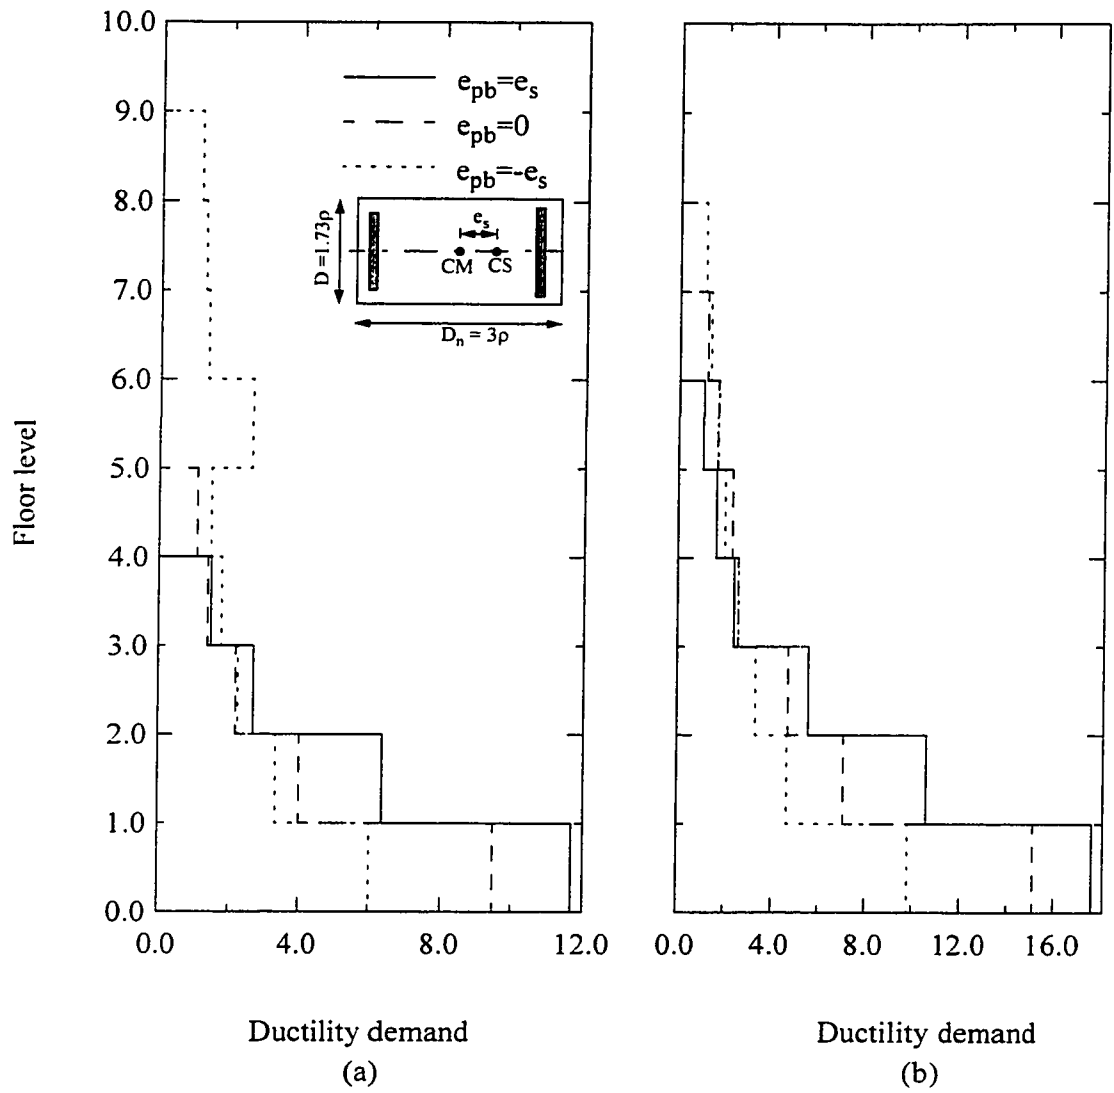 10.0
9.0
8.0
7.0
6.0
5.0
4.0
3.0
2.0
1.0
0.0
Floor level
e_pb=e_s
e_pb=0
e_pb=-e_s
D =1.73ρ
e_s
CM CS
D_n = 3ρ
0.0 4.0 8.0 12.0
0.0 4.0 8.0 12.0 16.0
Ductility demand
(a)
Ductility demand
(b)